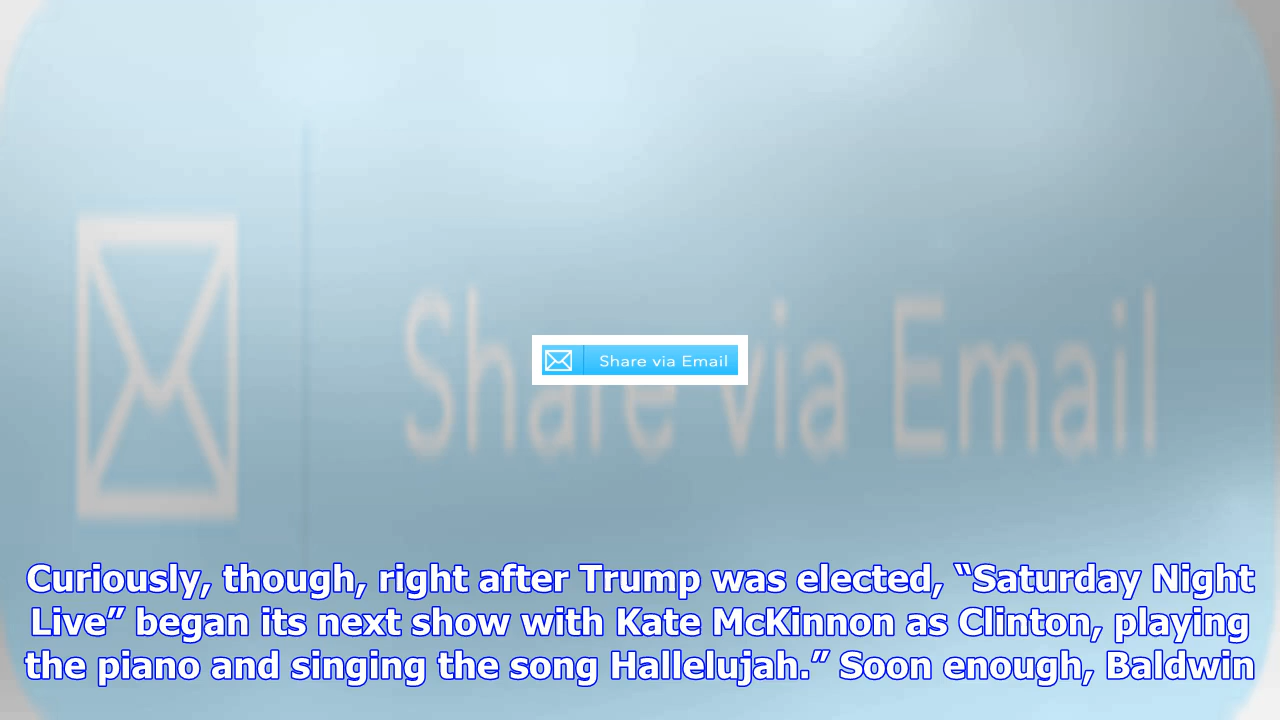 Share via Email
Share via Email
Curiously, though, right after Trump was elected, “Saturday Night
Live” began its next show with Kate McKinnon as Clinton, playing
the piano and singing the song Hallelujah.” Soon enough, Baldwin